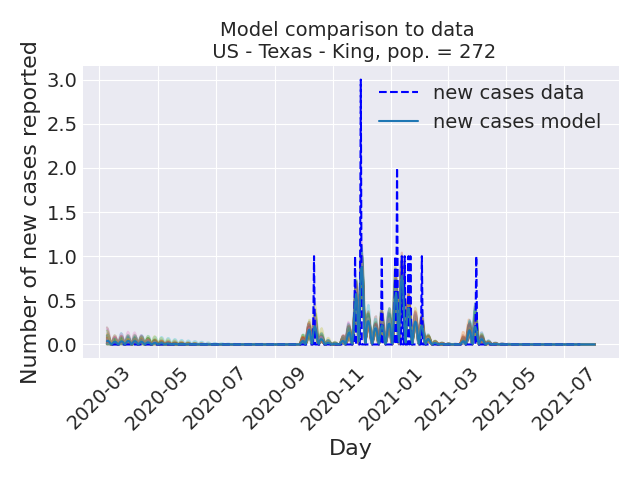 Model comparison to data
US - Texas - King, pop. = 272
Number of new cases reported
3.0
2.5
2.0
1.5
1.0
0.5
0.0
new cases data
new cases model
2020-03
2020-05
2020-07
2020-09
2020-11
2021-01
2021-03
2021-05
2021-07
Day